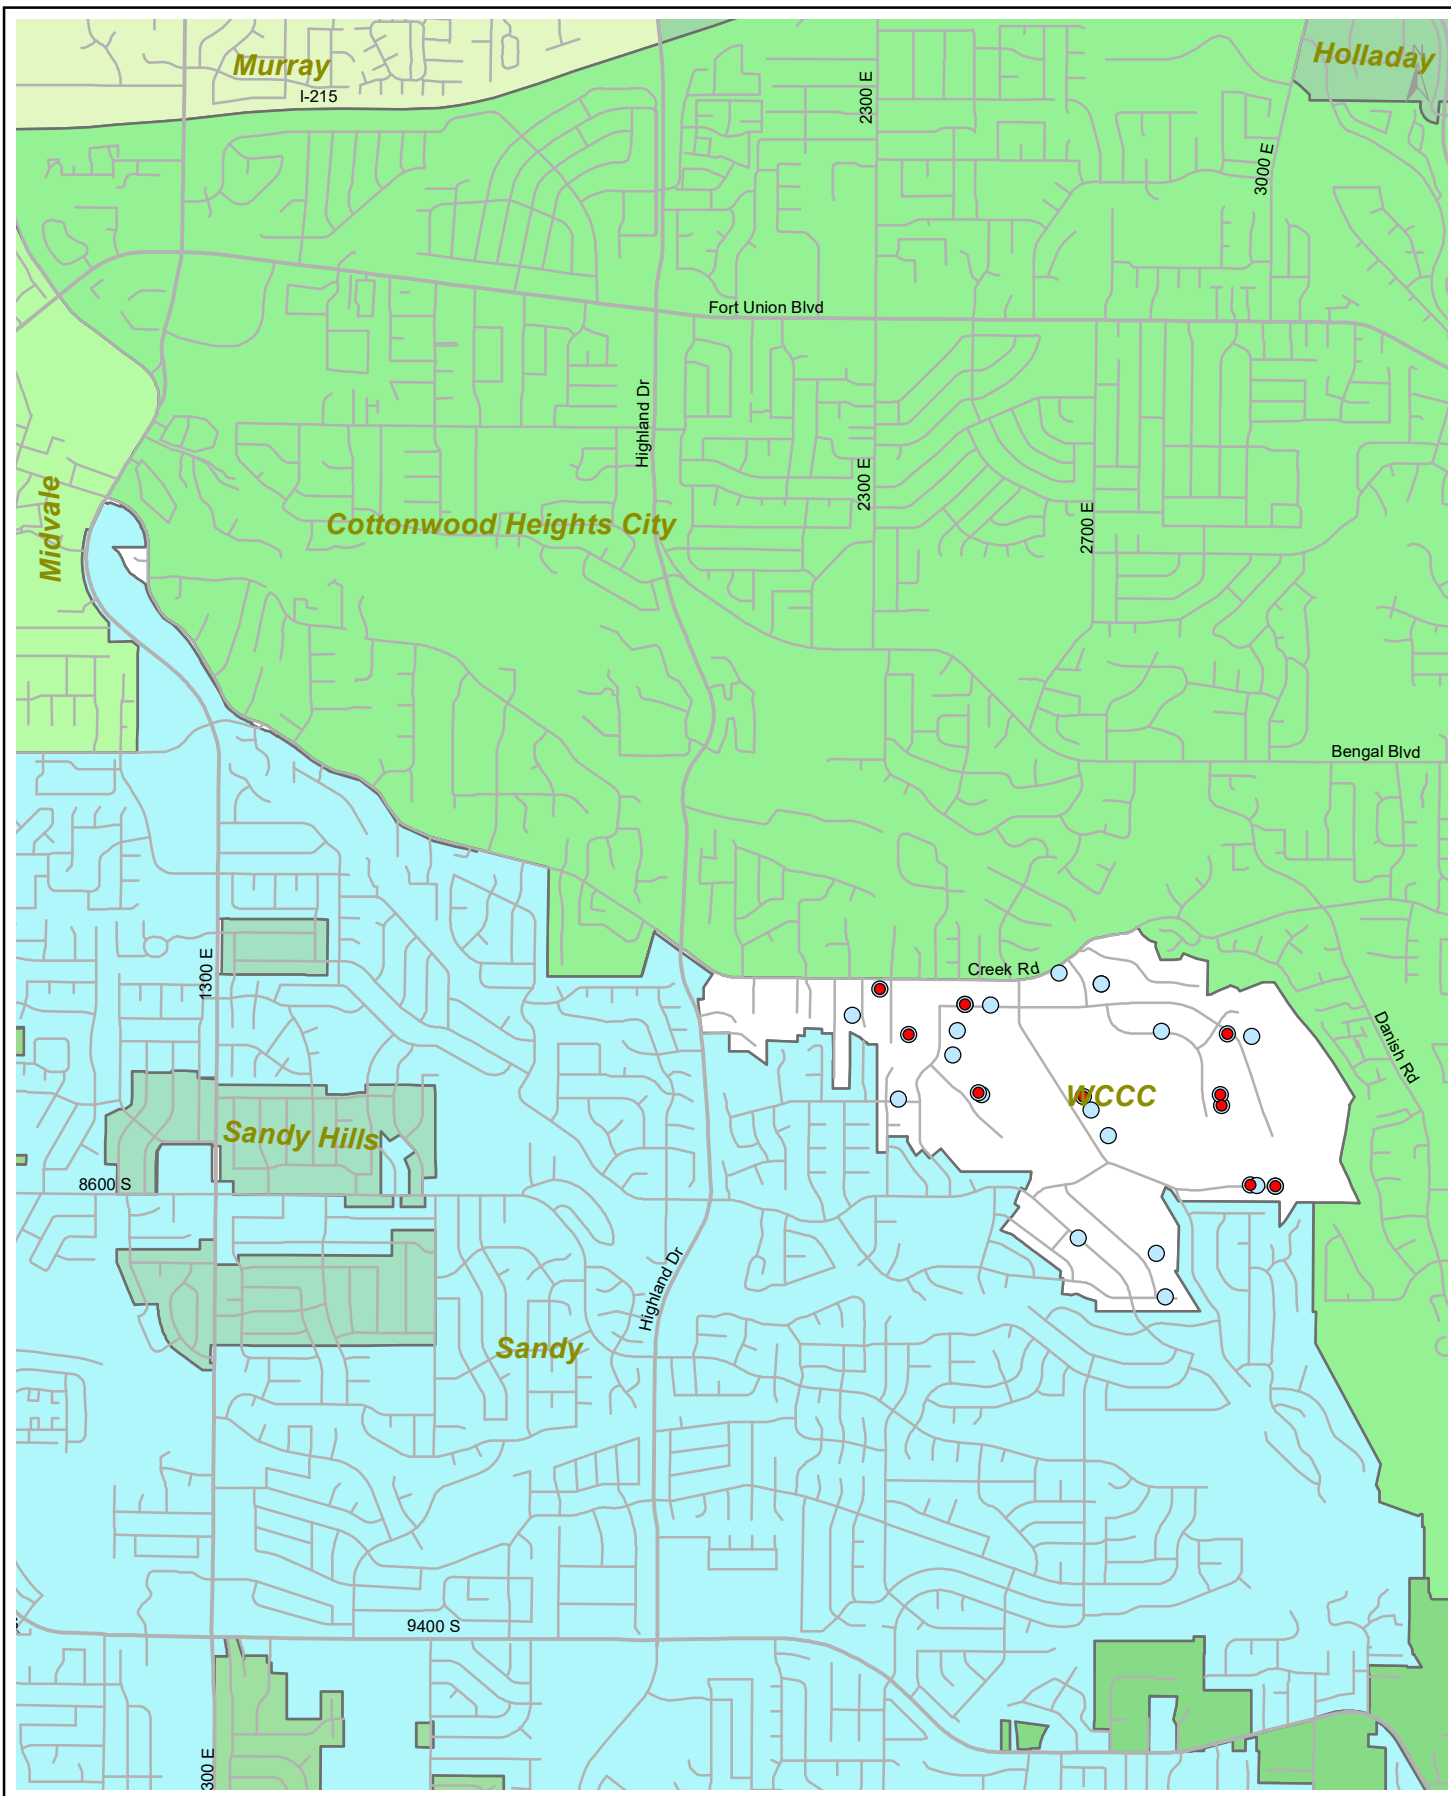 Murray
Holladay
I-215
2300 E
3000 E
Fort Union Blvd
Highland Dr
2300 E
Midvale
Cottonwood Heights City
2700 E
Bengal Blvd
1300 E
Creek Rd
Danish Rd
WCCC
Sandy Hills
8600 S
Highland Dr
Sandy
9400 S
300 E